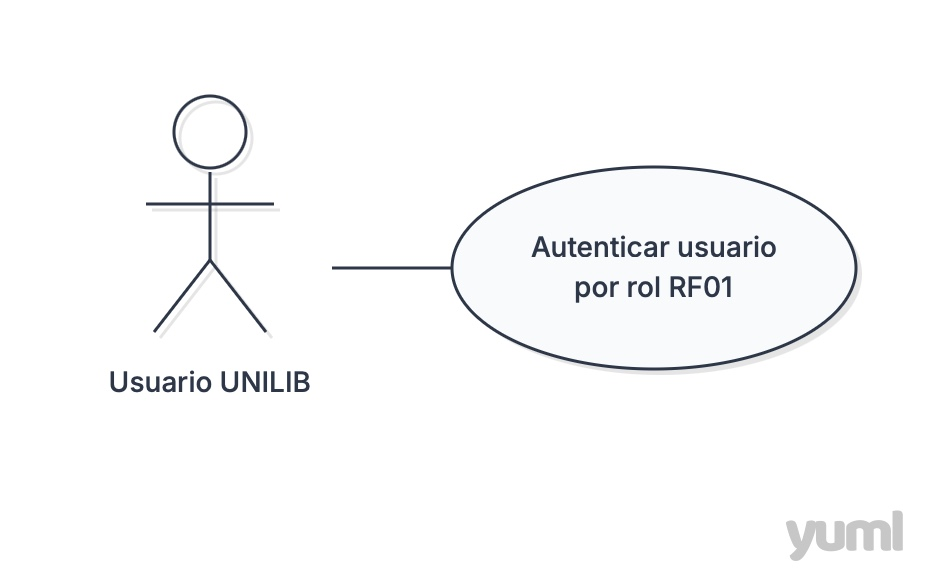 Autenticar usuario
por rol RF01
Usuario UNILIB
yuml